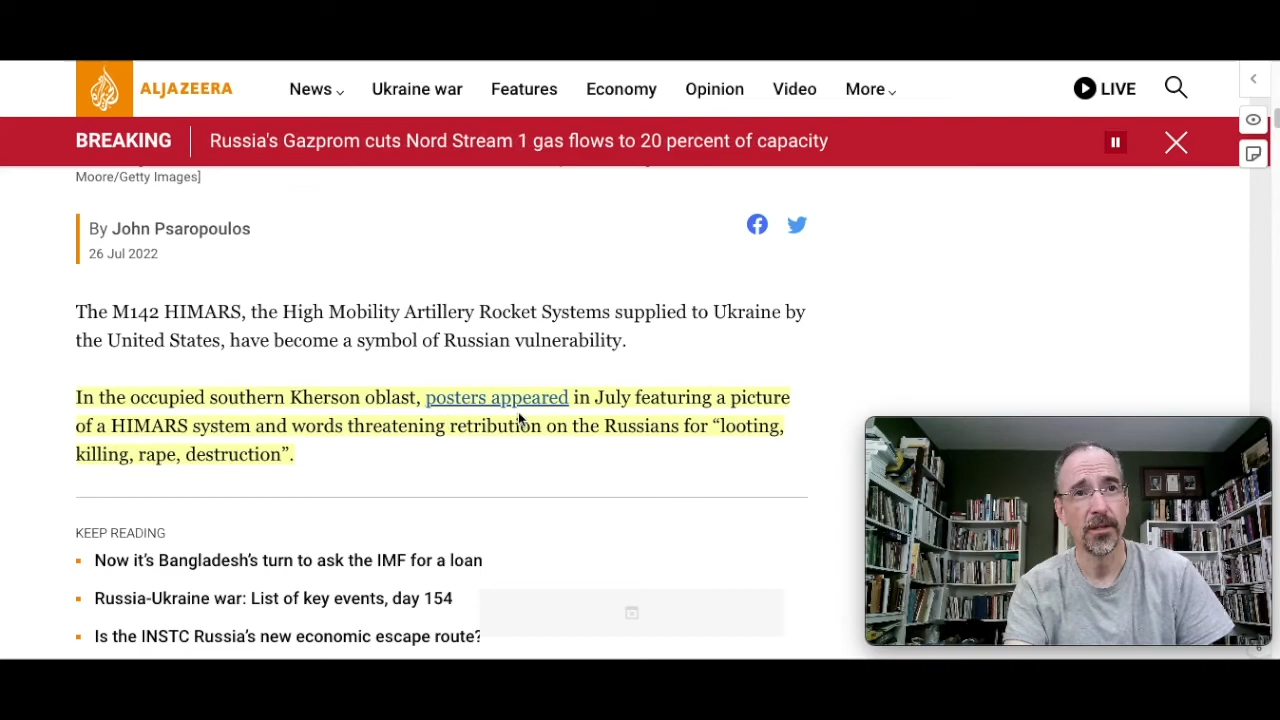 ALJAZEERA
News
Ukraine war
Features
Economy
Opinion
Video
More
LIVE
BREAKING
Russia's Gazprom cuts Nord Stream 1 gas flows to 20 percent of capacity
Moore/Getty Images]
By John Psaropoulos
26 Jul 2022
The M142 HIMARS, the High Mobility Artillery Rocket Systems supplied to Ukraine by
the United States, have become a symbol of Russian vulnerability.
In the occupied southern Kherson oblast, posters appeared in July featuring a picture
of a HIMARS system and words threatening retribution on the Russians for “looting,
killing, rape, destruction”.
KEEP READING
Now it’s Bangladesh’s turn to ask the IMF for a loan
Russia-Ukraine war: List of key events, day 154
Is the INSTC Russia’s new economic escape route?